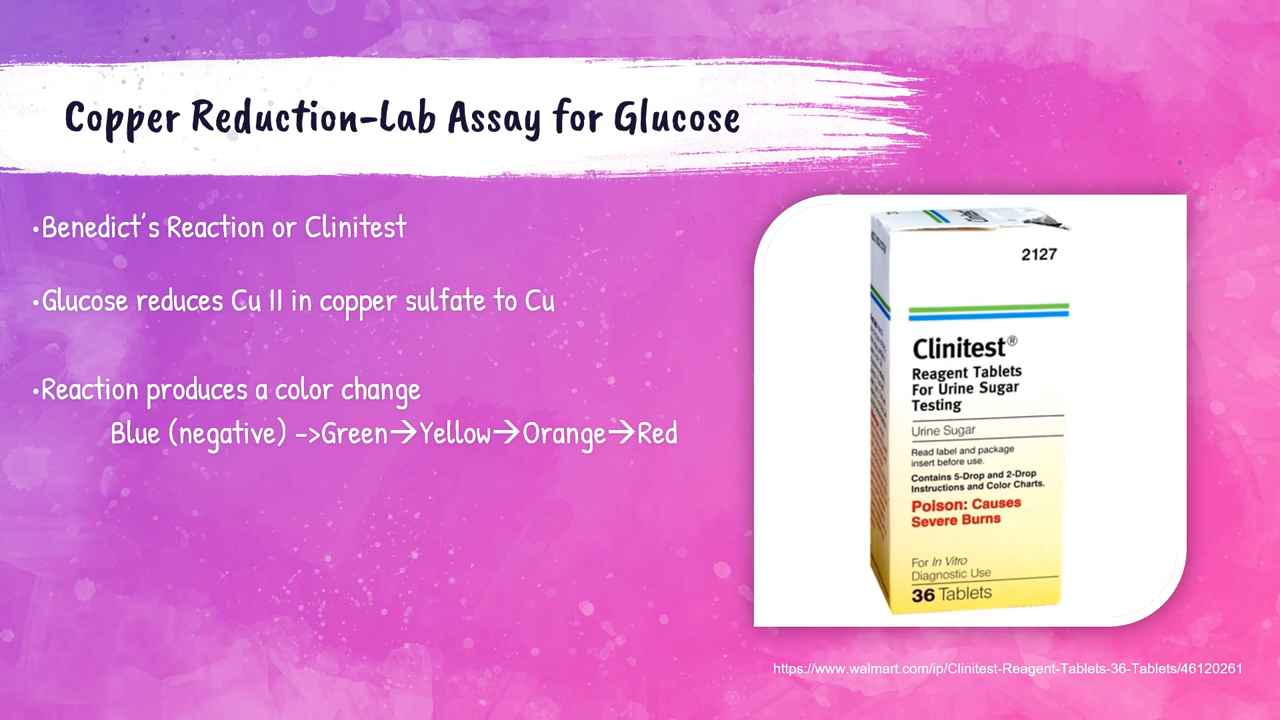 Copper Reduction-Lab Assay for Glucose
•Benedict's Reaction or Clinitest
•Glucose reduces Cu II in copper sulfate to Cu
•Reaction produces a color change
Blue (negative) ->Green→Yellow→Orange→Red
2127
Clinitest®
Reagent Tablets
For Urine Sugar
Testing
Urine Sugar
Read label and package
insert before use.
Contains 5-Drop and 2-Drop
Instructions and Color Charts.
Poison: Causes
Severe Burns
For In Vitro
Diagnostic Use
36 Tablets
https://www.walmart.com/ip/Clinitest-Reagent-Tablets-36-Tablets/46120261